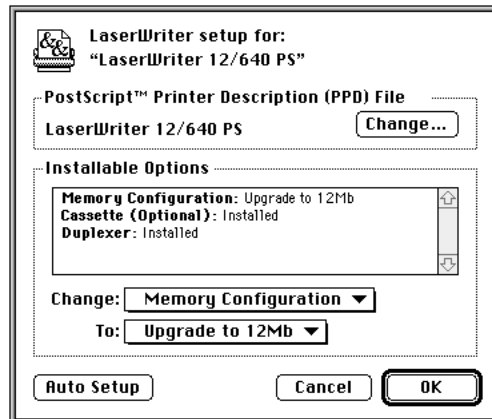 LaserWriter setup for:
“LaserWriter 12/640 PS”
PostScript™ Printer Description (PPD) File
LaserWriter 12/640 PS
Change...
Installable Options
Memory Configuration: Upgrade to 12Mb
Cassette (Optional): Installed
Duplexer: Installed
Change: Memory Configuration
To: Upgrade to 12Mb
Auto Setup Cancel OK